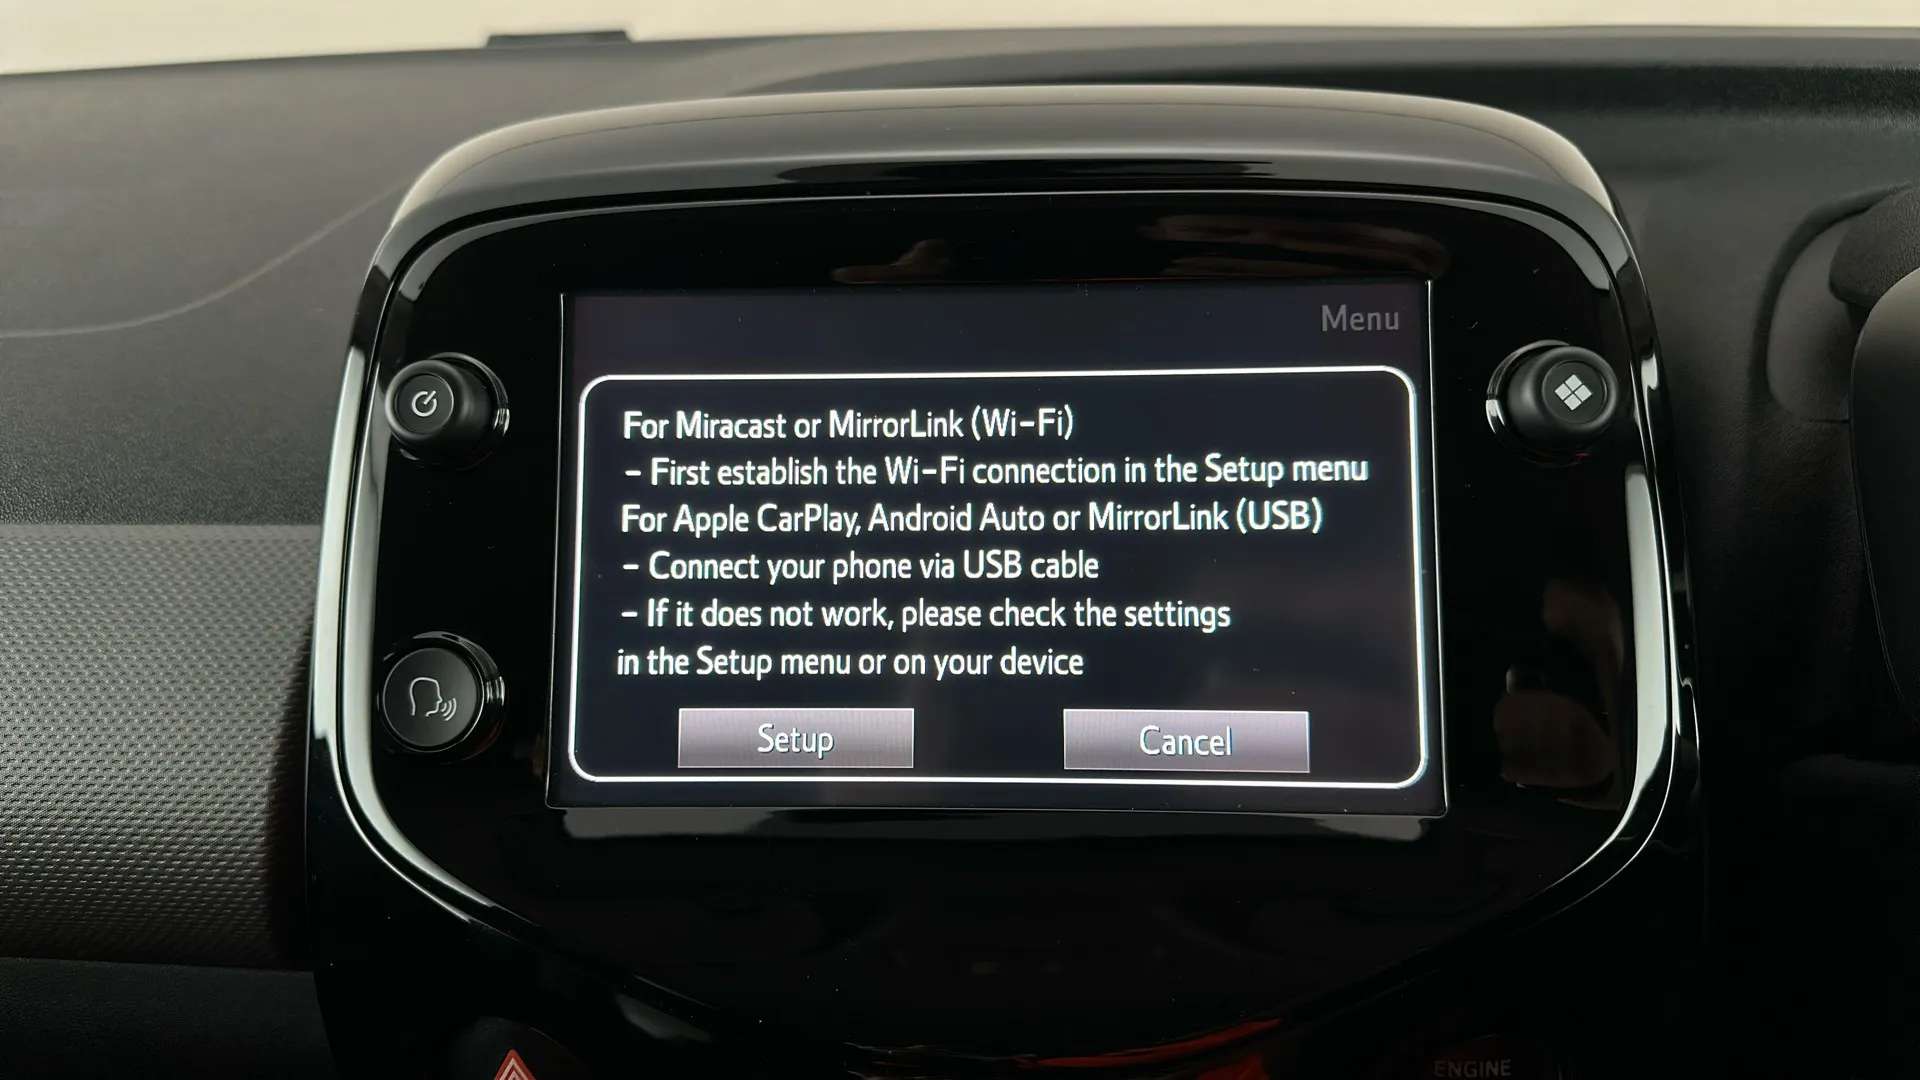 Menu
For Miracast or MirrorLink (Wi-Fi)
- First establish the Wi-Fi connection in the Setup menu
For Apple CarPlay, Android Auto or MirrorLink (USB)
- Connect your phone via USB cable
- If it does not work, please check the settings
in the Setup menu or on your device
Setup
Cancel
ENGINE